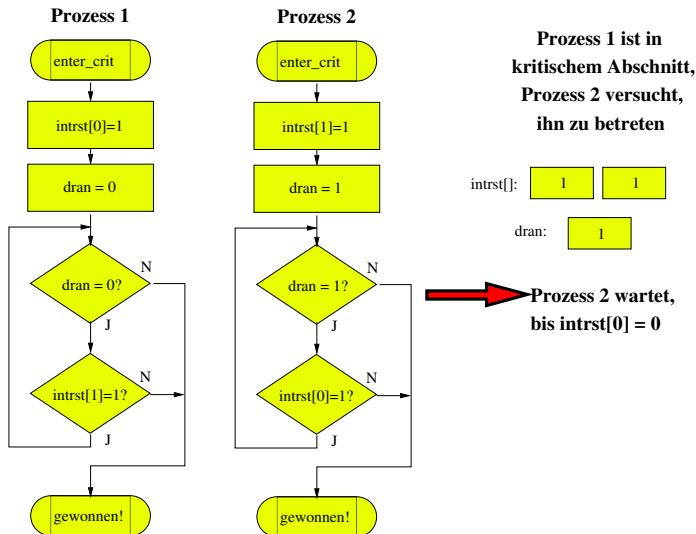 Prozess 1
enter_crit
intrst[0]=1
dran = 0
dran = 0?
N
J
intrst[1]=1?
N
J
gewonnen!
Prozess 2
enter_crit
intrst[1]=1
dran = 1
dran = 1?
N
J
intrst[0]=1?
N
J
gewonnen!
Prozess 1 ist in
kritischem Abschnitt,
Prozess 2 versucht,
ihn zu betreten
intrst[]: 1 1
dran: 1
Prozess 2 wartet,
bis intrst[0] = 0